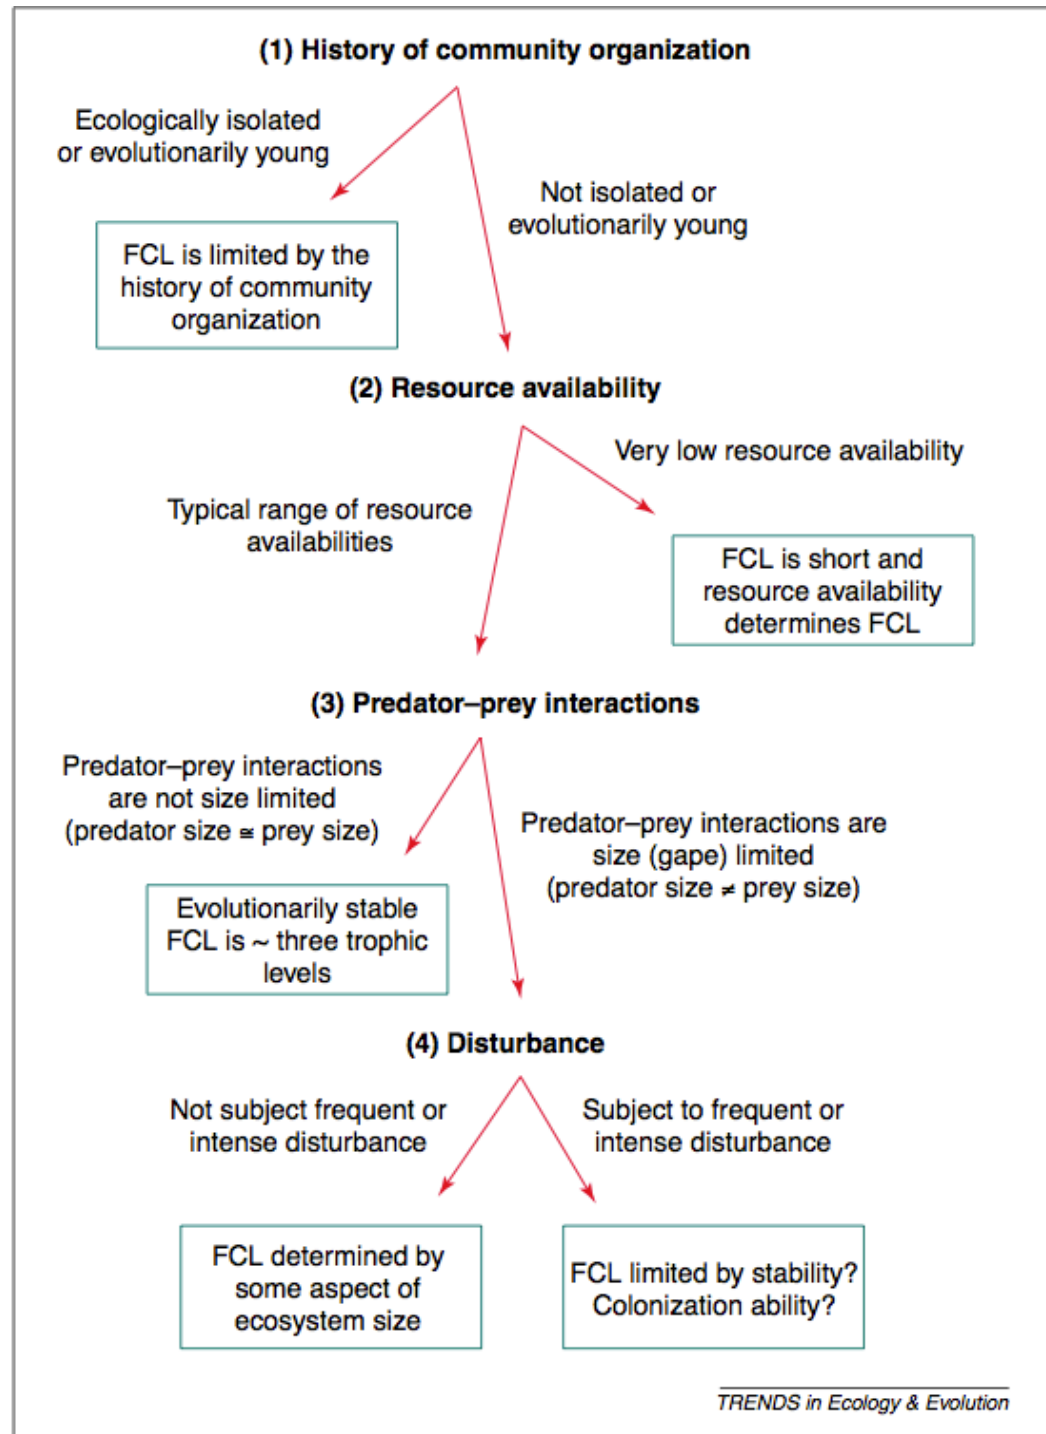 (1) History of community organization
Ecologically isolated
or evolutionarily young
Not isolated or
evolutionarily young
FCL is limited by the
history of community
organization
(2) Resource availability
Very low resource availability
Typical range of resource
availabilities
FCL is short and
resource availability
determines FCL
(3) Predator–prey interactions
Predator–prey interactions
are not size limited
(predator size ≅ prey size)
Predator–prey interactions are
size (gape) limited
(predator size ≠ prey size)
Evolutionarily stable
FCL is ~ three trophic
levels
(4) Disturbance
Not subject frequent or
intense disturbance
Subject to frequent or
intense disturbance
FCL determined by
some aspect of
ecosystem size
FCL limited by stability?
Colonization ability?
TRENDS in Ecology & Evolution